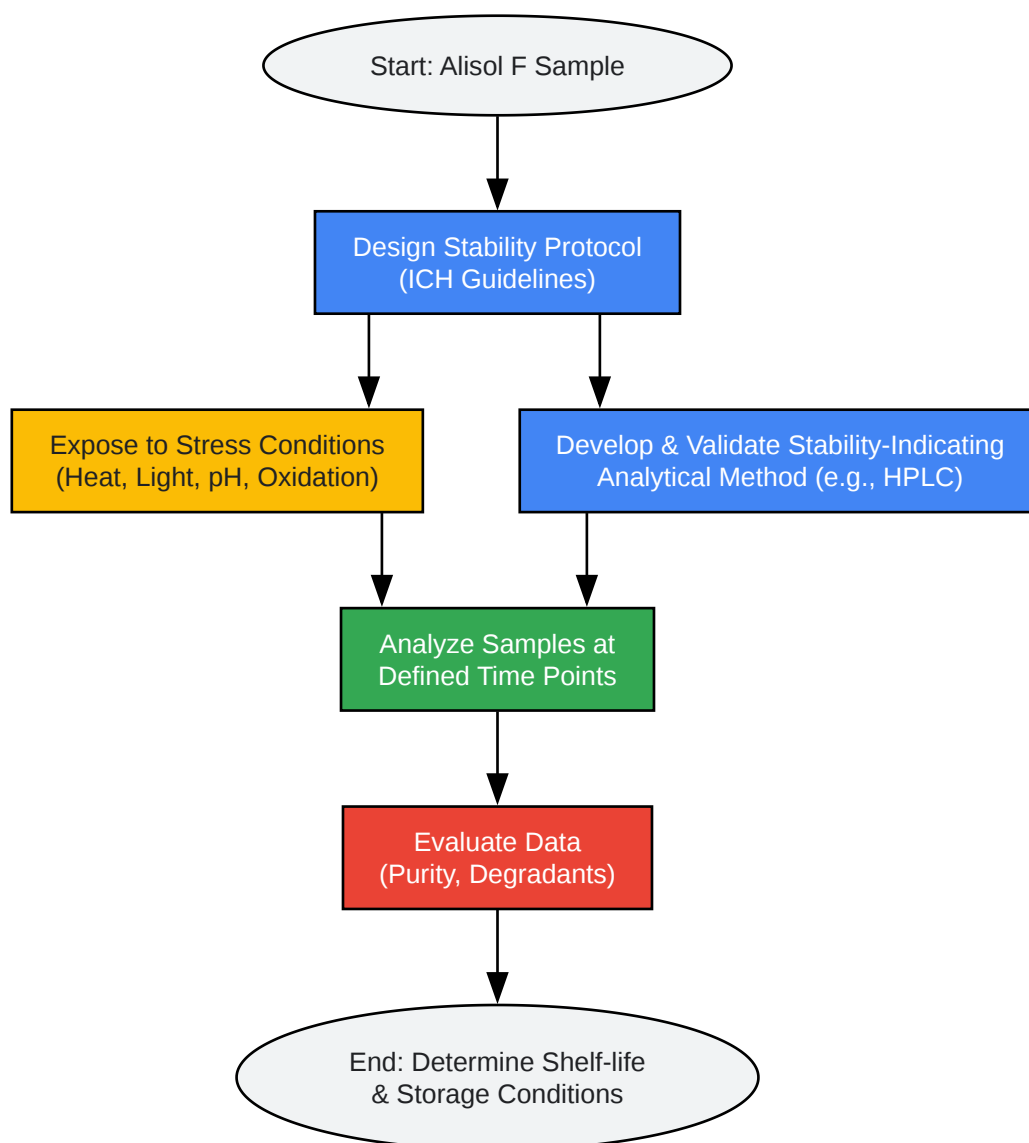 Start: Alisol F Sample
Design Stability Protocol
(ICH Guidelines)
Expose to Stress Conditions
(Heat, Light, pH, Oxidation)
Develop & Validate Stability-Indicating
Analytical Method (e.g., HPLC)
Analyze Samples at
Defined Time Points
Evaluate Data
(Purity, Degradants)
End: Determine Shelf-life
& Storage Conditions